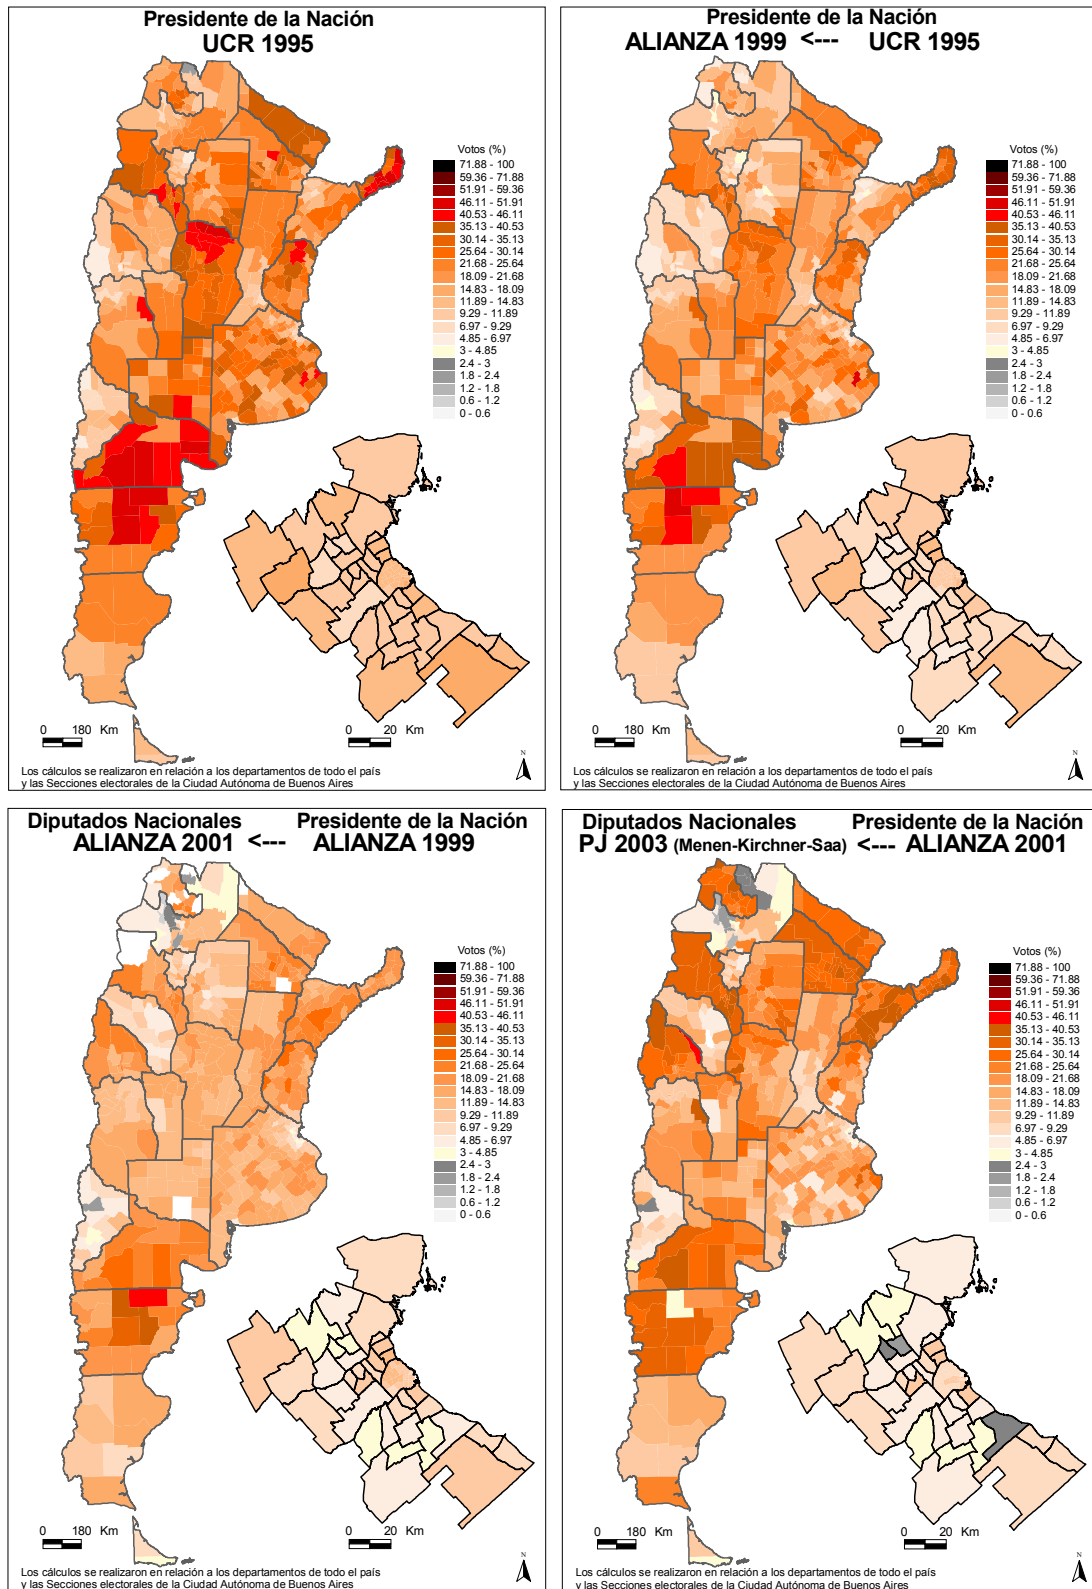 Presidente de la Nación
UCR 1995
Votos (%)
71.88 - 100
59.36 - 71.88
51.91 - 59.36
46.11 - 51.91
40.53 - 46.11
35.13 - 40.53
30.14 - 35.13
25.64 - 30.14
21.68 - 25.64
18.09 - 21.68
14.83 - 18.09
11.89 - 14.83
9.29 - 11.89
6.97 - 9.29
4.85 - 6.97
3 - 4.85
2.4 - 3
1.8 - 2.4
1.2 - 1.8
0.6 - 1.2
0 - 0.6
0 180 Km
0 20 Km
N
Los cálculos se realizaron en relación a los departamentos de todo el país
y las Secciones electorales de la Ciudad Autónoma de Buenos Aires
Presidente de la Nación
ALIANZA 1999 <--- UCR 1995
Votos (%)
71.88 - 100
59.36 - 71.88
51.91 - 59.36
46.11 - 51.91
40.53 - 46.11
35.13 - 40.53
30.14 - 35.13
25.64 - 30.14
21.68 - 25.64
18.09 - 21.68
14.83 - 18.09
11.89 - 14.83
9.29 - 11.89
6.97 - 9.29
4.85 - 6.97
3 - 4.85
2.4 - 3
1.8 - 2.4
1.2 - 1.8
0.6 - 1.2
0 - 0.6
0 180 Km
0 20 Km
N
Los cálculos se realizaron en relación a los departamentos de todo el país
y las Secciones electorales de la Ciudad Autónoma de Buenos Aires
Diputados Nacionales Presidente de la Nación
ALIANZA 2001 <--- ALIANZA 1999
Votos (%)
71.88 - 100
59.36 - 71.88
51.91 - 59.36
46.11 - 51.91
40.53 - 46.11
35.13 - 40.53
30.14 - 35.13
25.64 - 30.14
21.68 - 25.64
18.09 - 21.68
14.83 - 18.09
11.89 - 14.83
9.29 - 11.89
6.97 - 9.29
4.85 - 6.97
3 - 4.85
2.4 - 3
1.8 - 2.4
1.2 - 1.8
0.6 - 1.2
0 - 0.6
0 180 Km
0 20 Km
N
Los cálculos se realizaron en relación a los departamentos de todo el país
y las Secciones electorales de la Ciudad Autónoma de Buenos Aires
Diputados Nacionales Presidente de la Nación
PJ 2003 (Menen-Kirchner-Saa) <--- ALIANZA 2001
Votos (%)
71.88 - 100
59.36 - 71.88
51.91 - 59.36
46.11 - 51.91
40.53 - 46.11
35.13 - 40.53
30.14 - 35.13
25.64 - 30.14
21.68 - 25.64
18.09 - 21.68
14.83 - 18.09
11.89 - 14.83
9.29 - 11.89
6.97 - 9.29
4.85 - 6.97
3 - 4.85
2.4 - 3
1.8 - 2.4
1.2 - 1.8
0.6 - 1.2
0 - 0.6
0 180 Km
0 20 Km
N
Los cálculos se realizaron en relación a los departamentos de todo el país
y las Secciones electorales de la Ciudad Autónoma de Buenos Aires